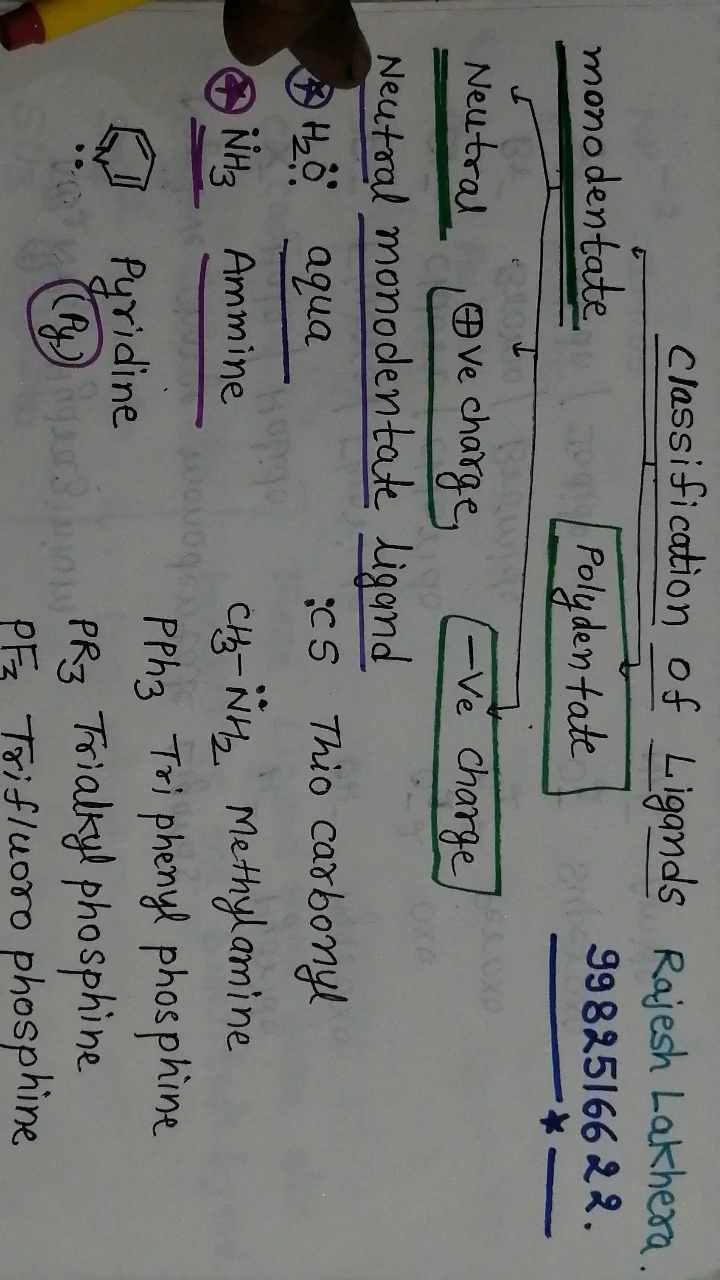 Classification of Ligands Rajesh Lakhera.
9982516622.
monodentate Polydentate
Neutral ⊕ve charge -ve charge
Neutral monodentate ligand
H₂Ö: aqua :CS Thio carbonyl
N̈H₃ Ammine CH₃-N̈H₂ Methylamine
N Pyridine PPh₃ Tri phenyl phosphine
(Py) PR₃ Trialkyl phosphine
PF₃ Trifluoro phosphine